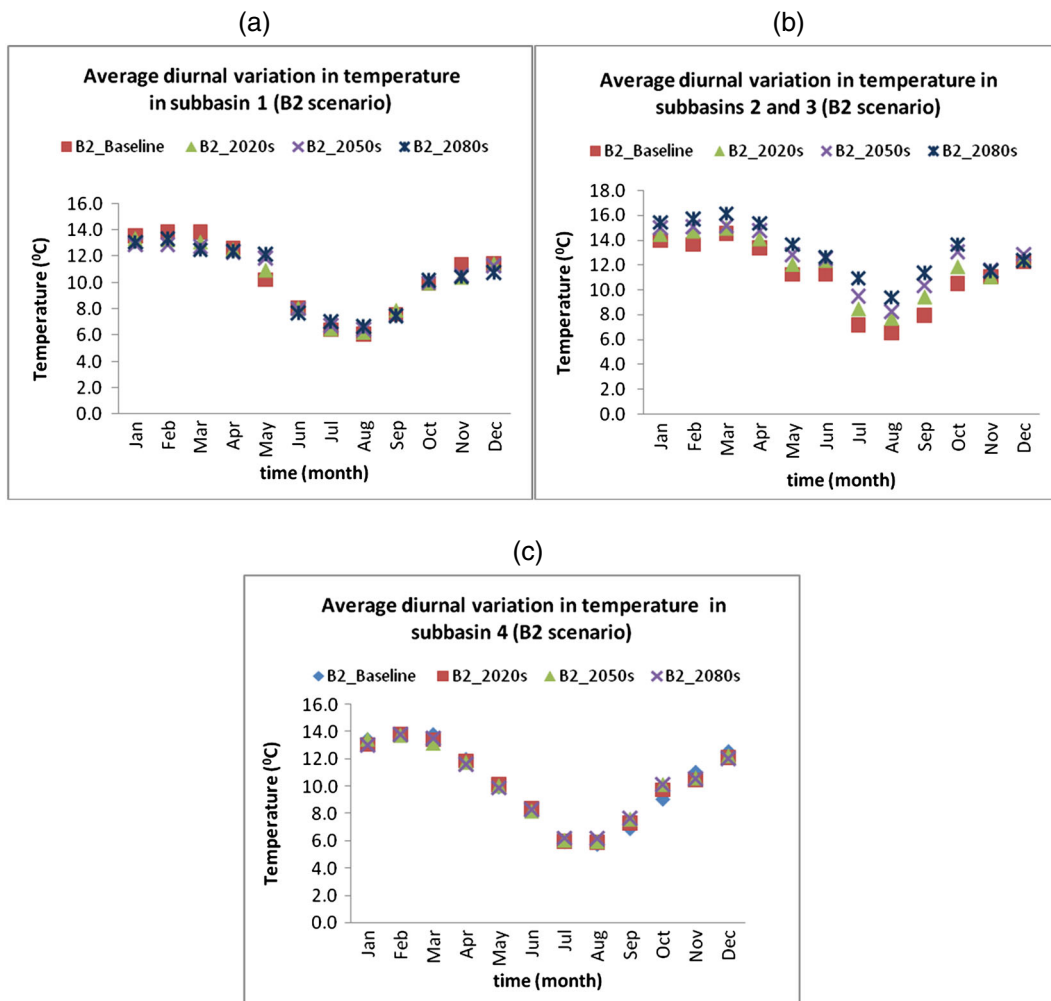 (a)
Average diurnal variation in temperature
in subbasin 1 (B2 scenario)
B2_Baseline B2_2020s B2_2050s B2_2080s
16.0
14.0
12.0
10.0
8.0
6.0
4.0
2.0
0.0
Temperature (⁰C)
Jan Feb Mar Apr May Jun Jul Aug Sep Oct Nov Dec
time (month)
(b)
Average diurnal variation in temperature in
subbasins 2 and 3 (B2 scenario)
B2_Baseline B2_2020s B2_2050s B2_2080s
18.0
16.0
14.0
12.0
10.0
8.0
6.0
4.0
2.0
0.0
Temperature (⁰C)
Jan Feb Mar Apr May Jun Jul Aug Sep Oct Nov Dec
time (month)
(c)
Average diurnal variation in temperature in
subbasin 4 (B2 scenario)
B2_Baseline B2_2020s B2_2050s B2_2080s
16.0
14.0
12.0
10.0
8.0
6.0
4.0
2.0
0.0
Temperature (⁰C)
Jan Feb Mar Apr May Jun Jul Aug Sep Oct Nov Dec
time (month)